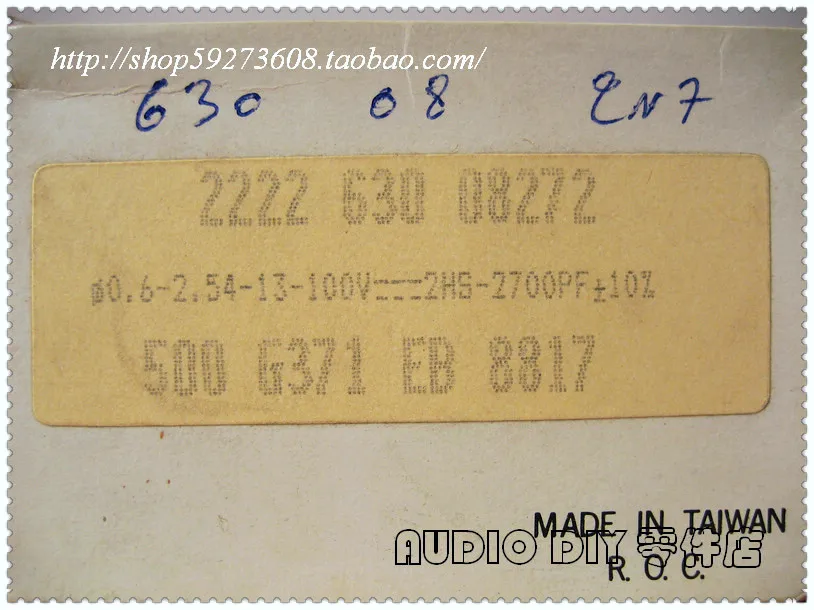 http://shop59273608.taobao.com/
630 08 2n7
2222 630 08272
ø0.6-2.54-13-100V⎓2HS-2700PF±10%
500 G371 EB 8817
MADE IN TAIWAN
AUDIO DIY 零件店
R. O. C.